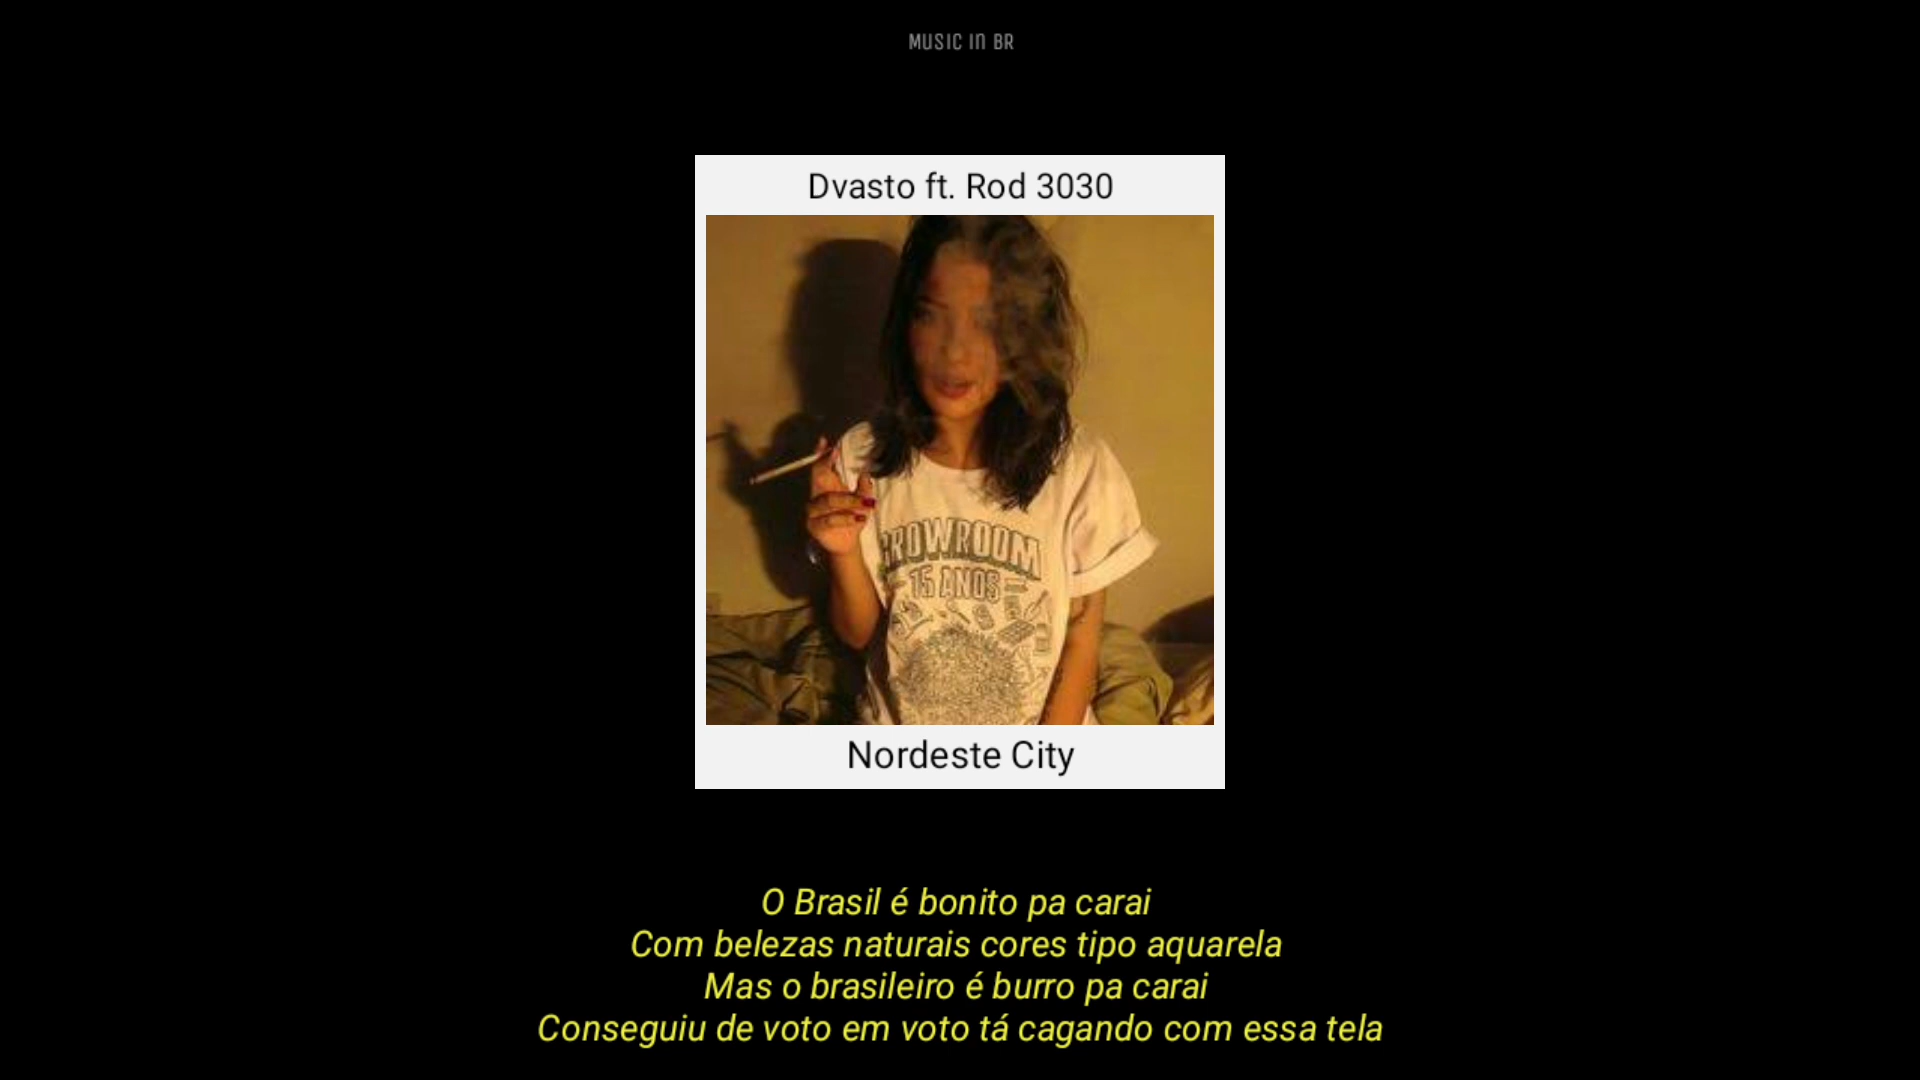 MUSIC In BR
Dvasto ft. Rod 3030
GROWROOM
15 ANOS
Nordeste City
O Brasil é bonito pa carai
Com belezas naturais cores tipo aquarela
Mas o brasileiro é burro pa carai
Conseguiu de voto em voto tá cagando com essa tela